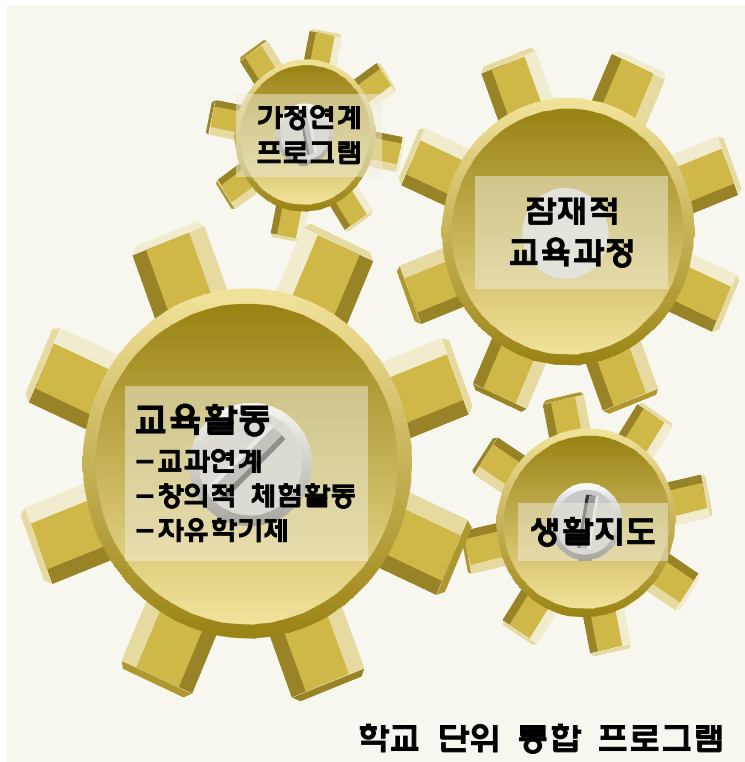 가정연계
프로그램
잠재적
교육과정
교육활동
-교과연계
-창의적 체험활동
-자유학기제
생활지도
학교 단위 통합 프로그램